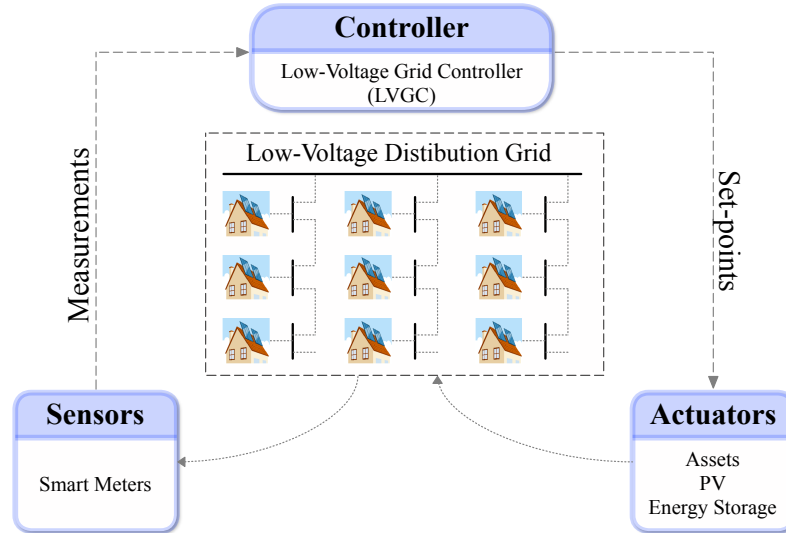 Controller
Low-Voltage Grid Controller
(LVGC)
Measurements
Low-Voltage Distibution Grid
Set-points
Sensors
Smart Meters
Actuators
Assets
PV
Energy Storage